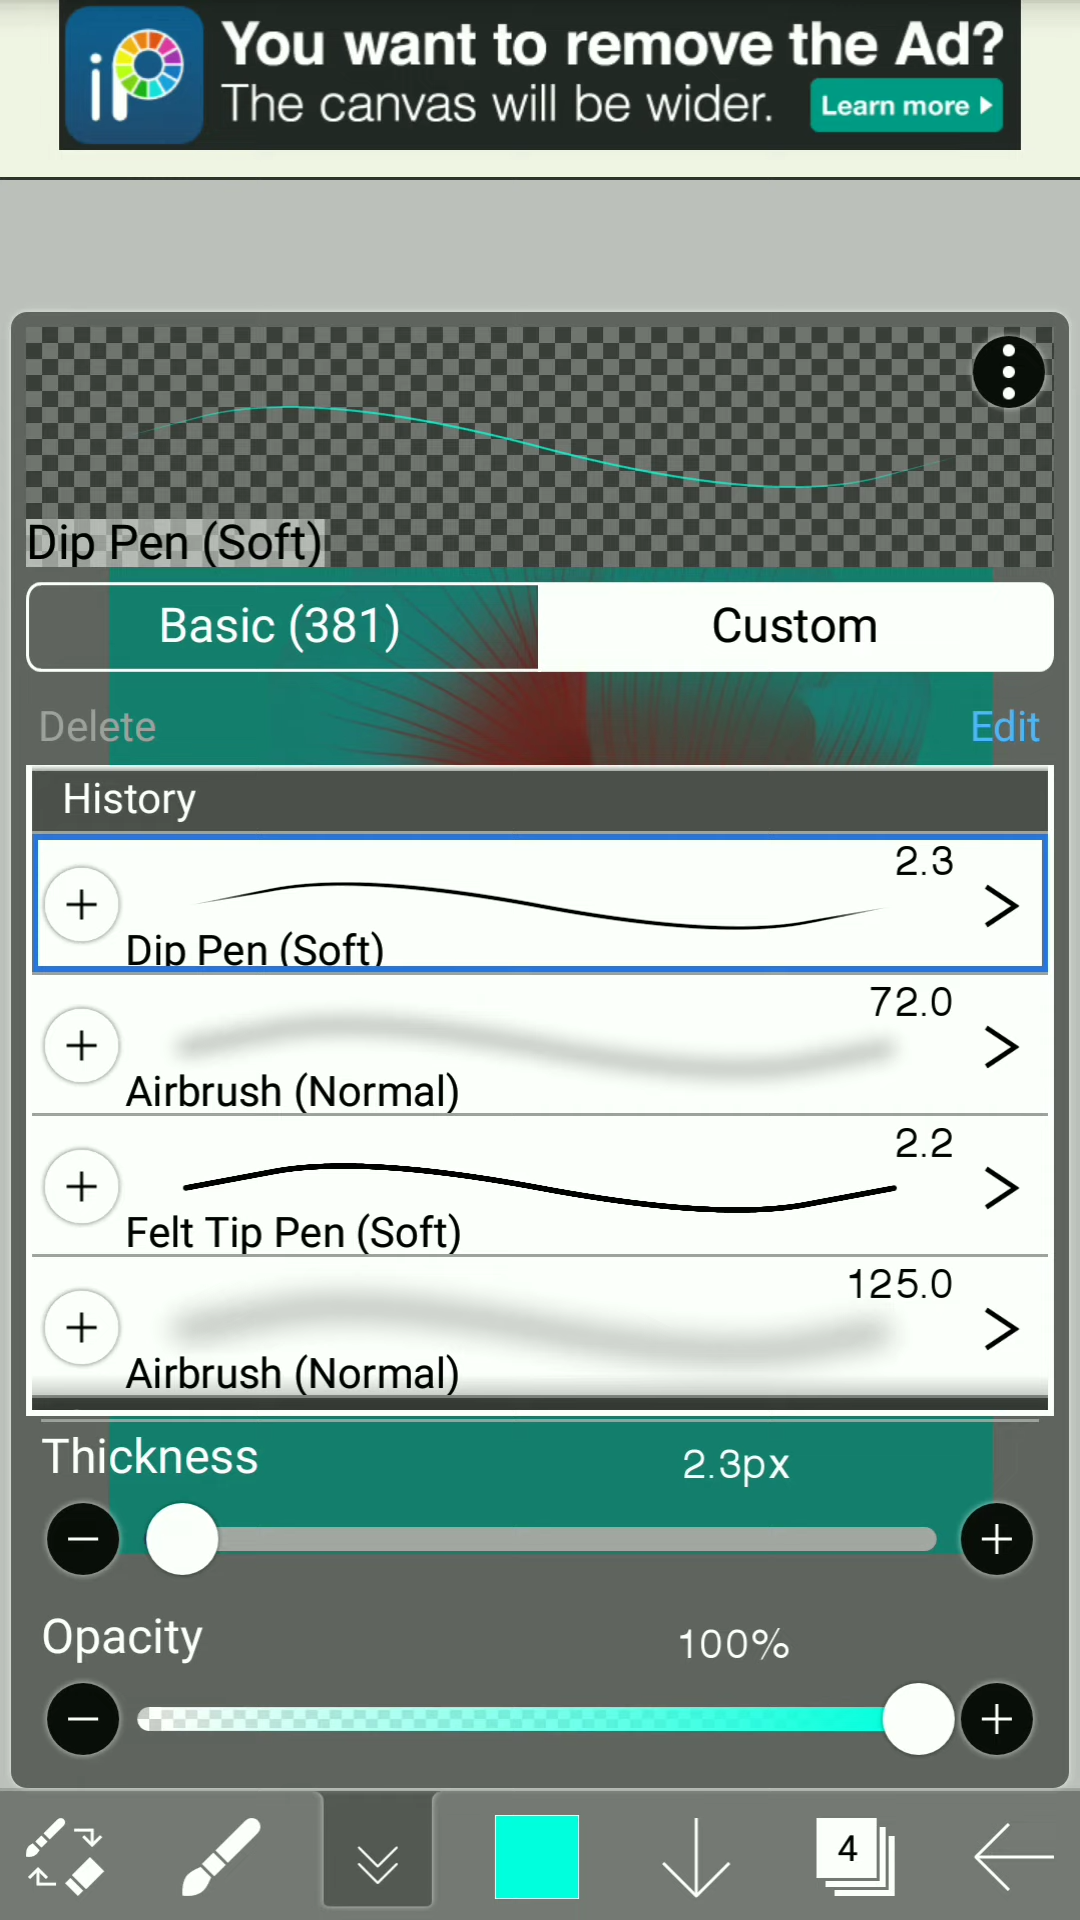 iP
You want to remove the Ad?
The canvas will be wider.
Learn more
Dip Pen (Soft)
Basic (381)
Custom
Delete
Edit
History
2.3
Dip Pen (Soft)
72.0
Airbrush (Normal)
2.2
Felt Tip Pen (Soft)
125.0
Airbrush (Normal)
Thickness
2.3px
Opacity
100%
4